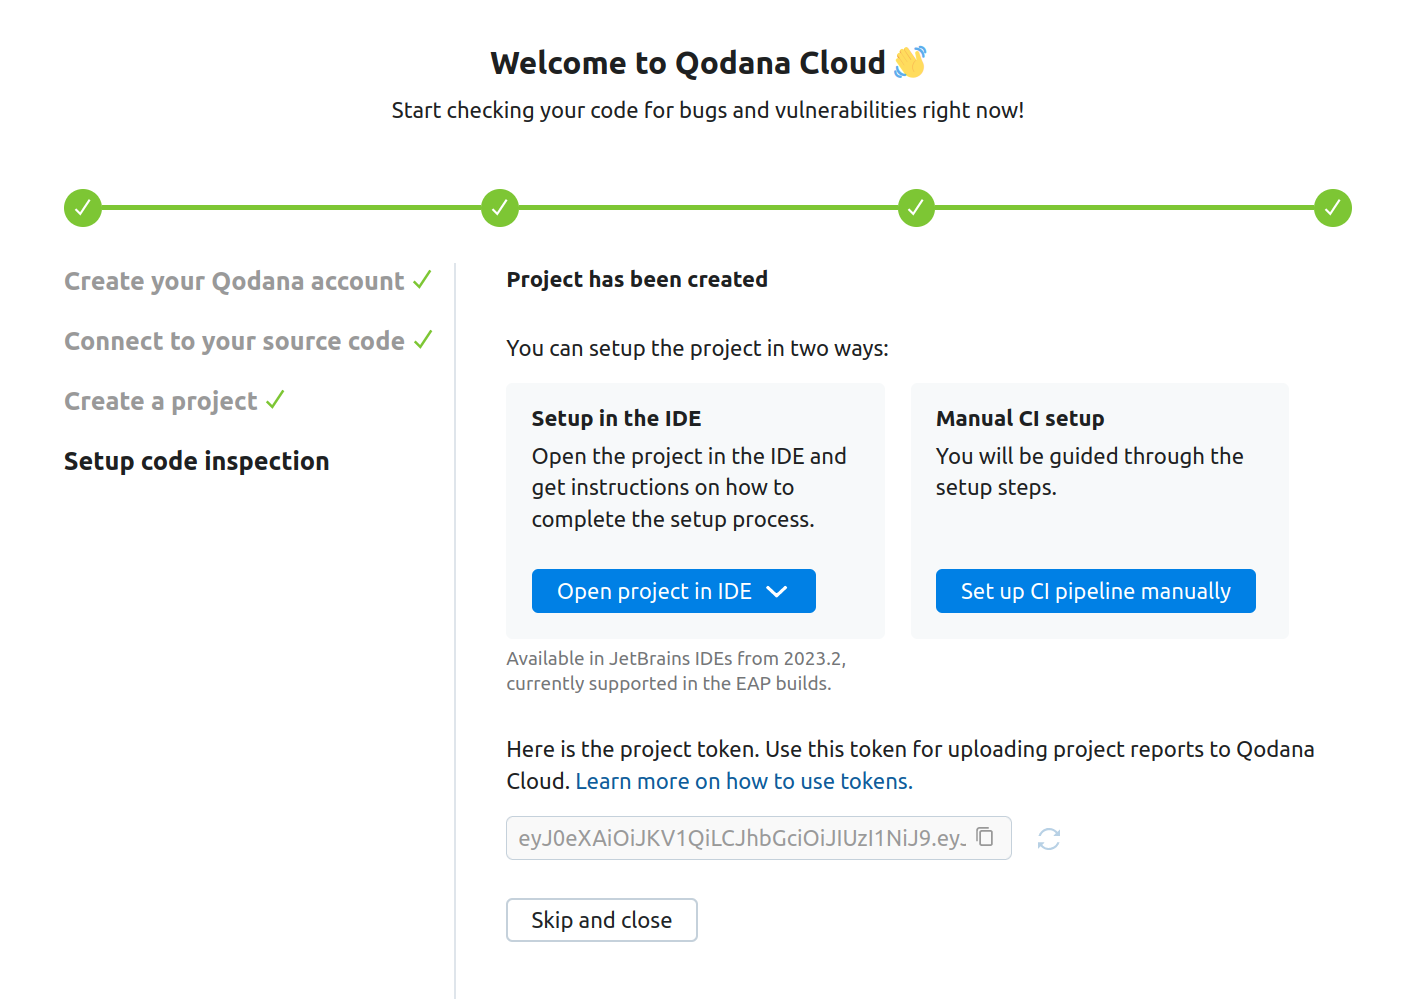 Welcome to Qodana Cloud 👋
Start checking your code for bugs and vulnerabilities right now!
Create your Qodana account
Connect to your source code
Create a project
Setup code inspection
Project has been created
You can setup the project in two ways:
Setup in the IDE
Open the project in the IDE and
get instructions on how to
complete the setup process.
Open project in IDE
Available in JetBrains IDEs from 2023.2,
currently supported in the EAP builds.
Manual CI setup
You will be guided through the
setup steps.
Set up CI pipeline manually
Here is the project token. Use this token for uploading project reports to Qodana
Cloud. Learn more on how to use tokens.
eyJ0eXAiOiJKV1QiLCJhbGciOiJIUzI1NiJ9.ey
Skip and close